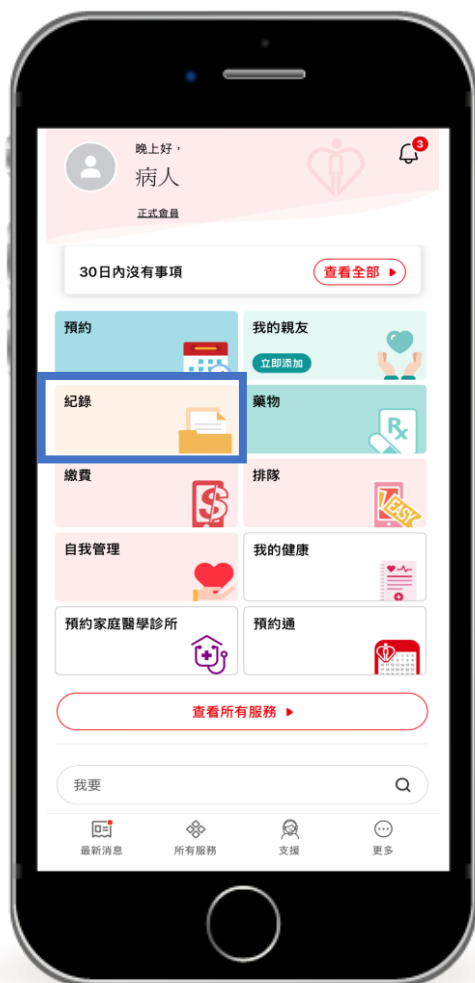 晚上好，
病人
3
正式會員
30日內沒有事項
查看全部
預約
我的親友
立即添加
紀錄
藥物
Rx
繳費
$
排隊
EASY
自我管理
我的健康
預約家庭醫學診所
預約通
查看所有服務
我要
最新消息
所有服務
支援
更多